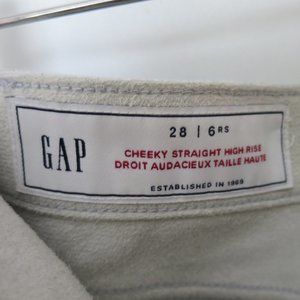 GAP
28 | 6RS
CHEEKY STRAIGHT HIGH RISE
DROIT AUDACIEUX TAILLE HAUTE
ESTABLISHED IN 1969